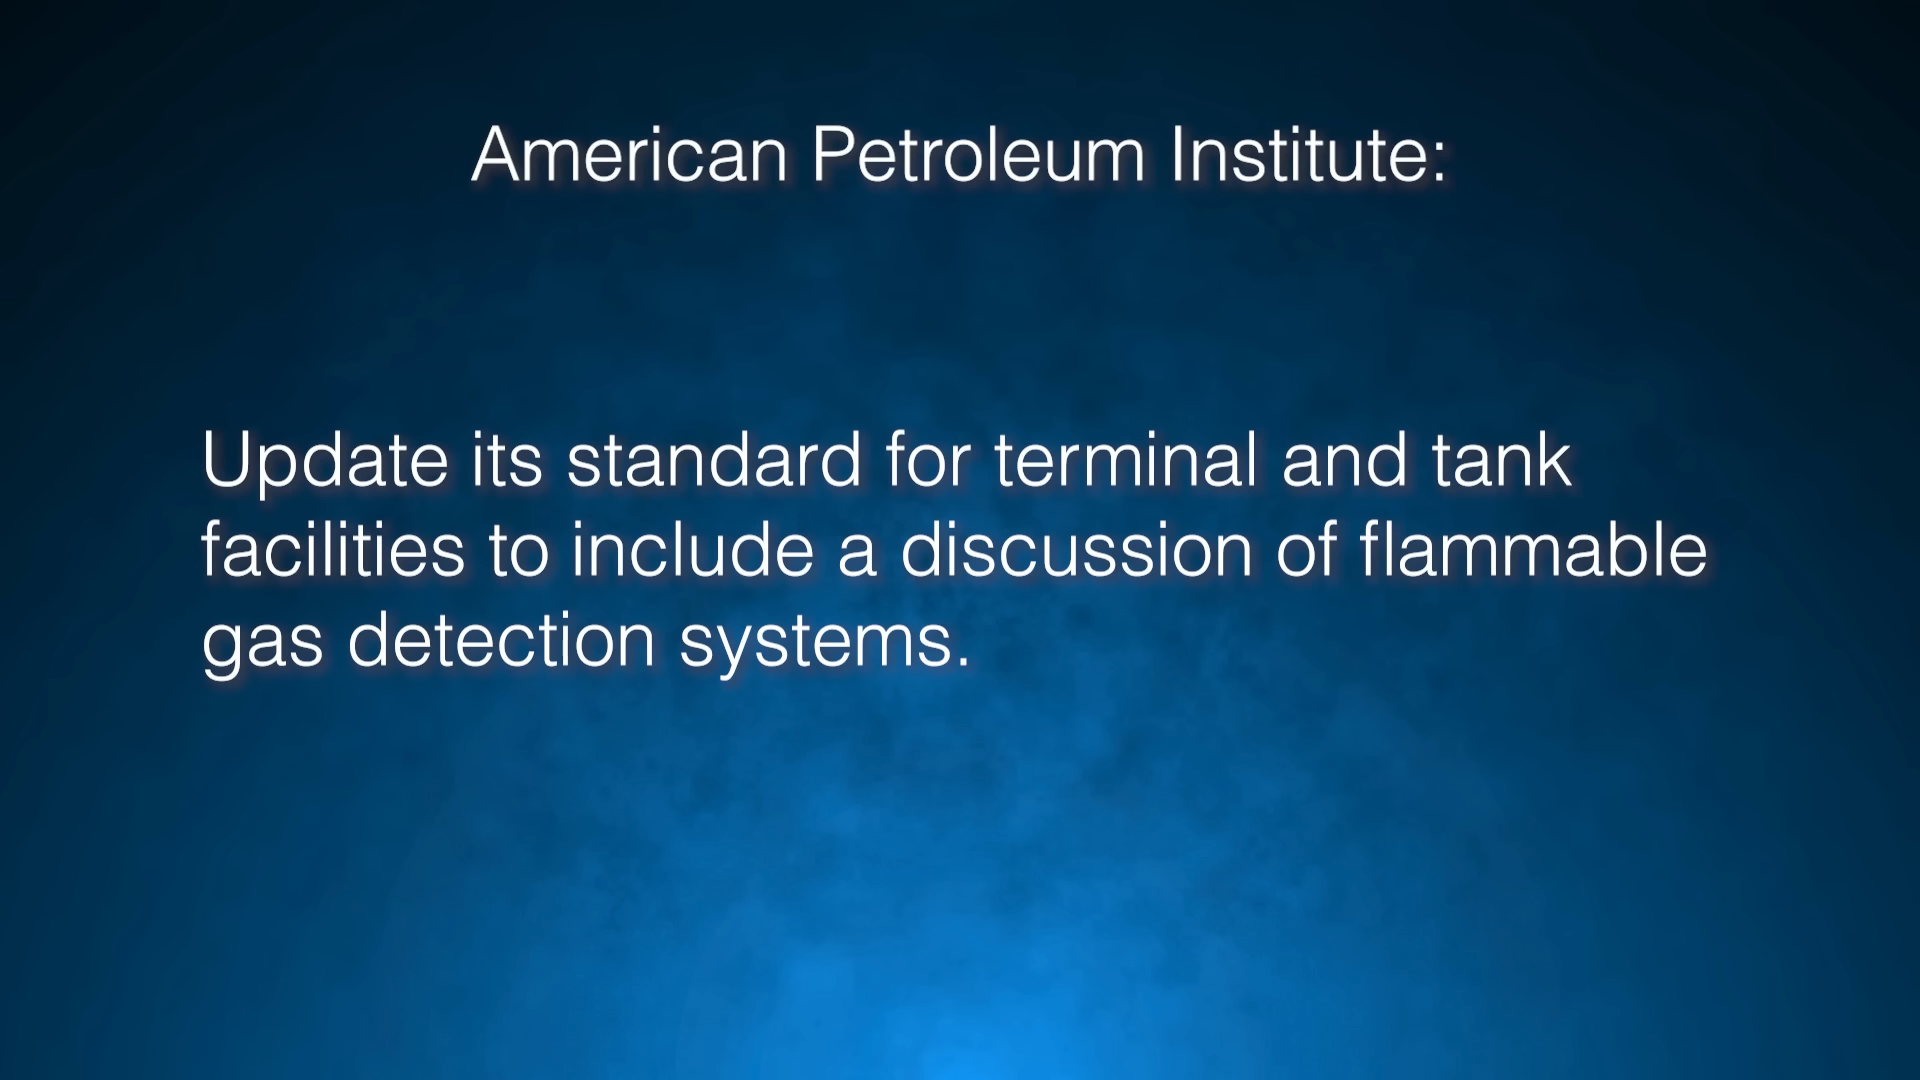 American Petroleum Institute:
Update its standard for terminal and tank
facilities to include a discussion of flammable
gas detection systems.